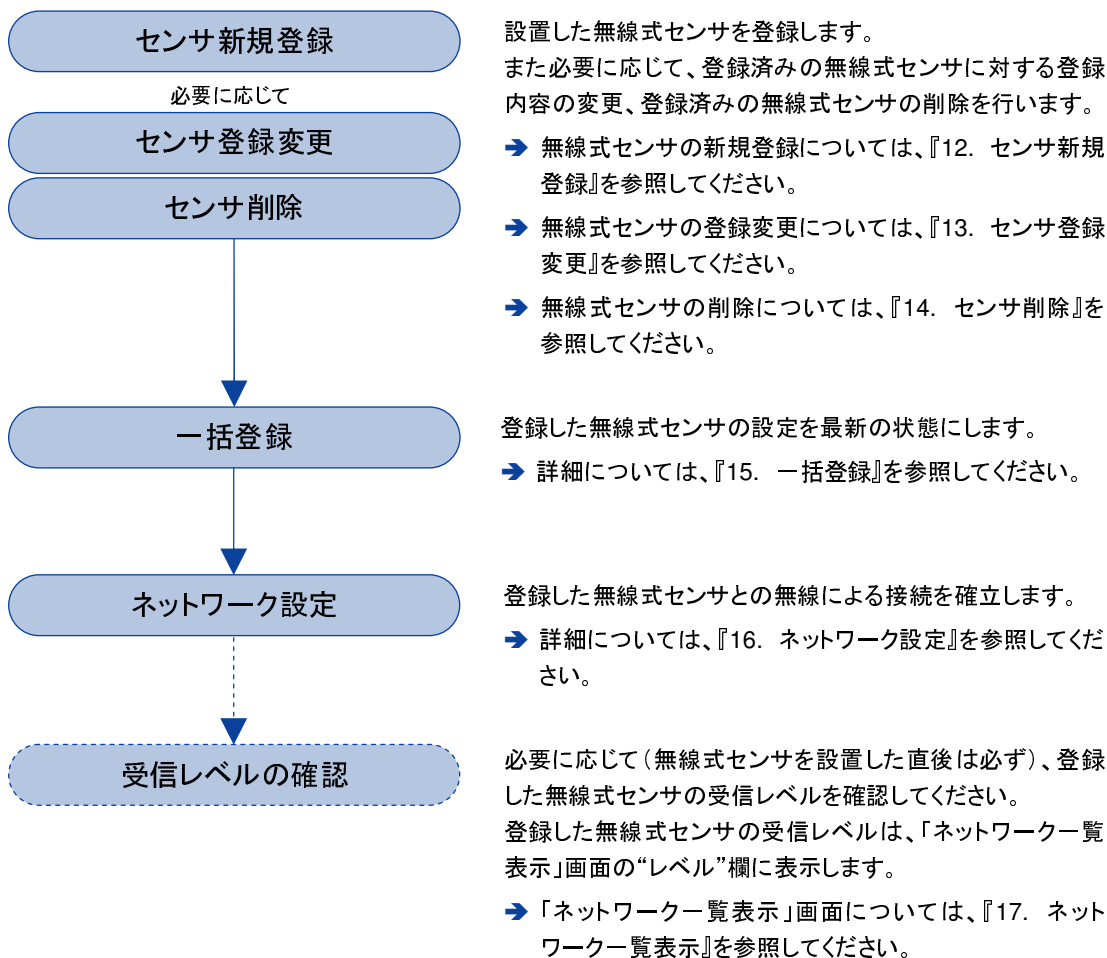 センサ新規登録
必要に応じて
センサ登録変更
センサ削除
設置した無線式センサを登録します。
また必要に応じて、登録済みの無線式センサに対する登録
内容の変更、登録済みの無線式センサの削除を行います。
➔ 無線式センサの新規登録については、『12. センサ新規
登録』を参照してください。
➔ 無線式センサの登録変更については、『13. センサ登録
変更』を参照してください。
➔ 無線式センサの削除については、『14. センサ削除』を
参照してください。
一括登録
登録した無線式センサの設定を最新の状態にします。
➔ 詳細については、『15. 一括登録』を参照してください。
ネットワーク設定
登録した無線式センサとの無線による接続を確立します。
➔ 詳細については、『16. ネットワーク設定』を参照してくだ
さい。
受信レベルの確認
必要に応じて(無線式センサを設置した直後は必ず)、登録
した無線式センサの受信レベルを確認してください。
登録した無線式センサの受信レベルは、「ネットワーク一覧
表示」画面の“レベル”欄に表示します。
➔ 「ネットワーク一覧表示」画面については、『17. ネット
ワーク一覧表示』を参照してください。